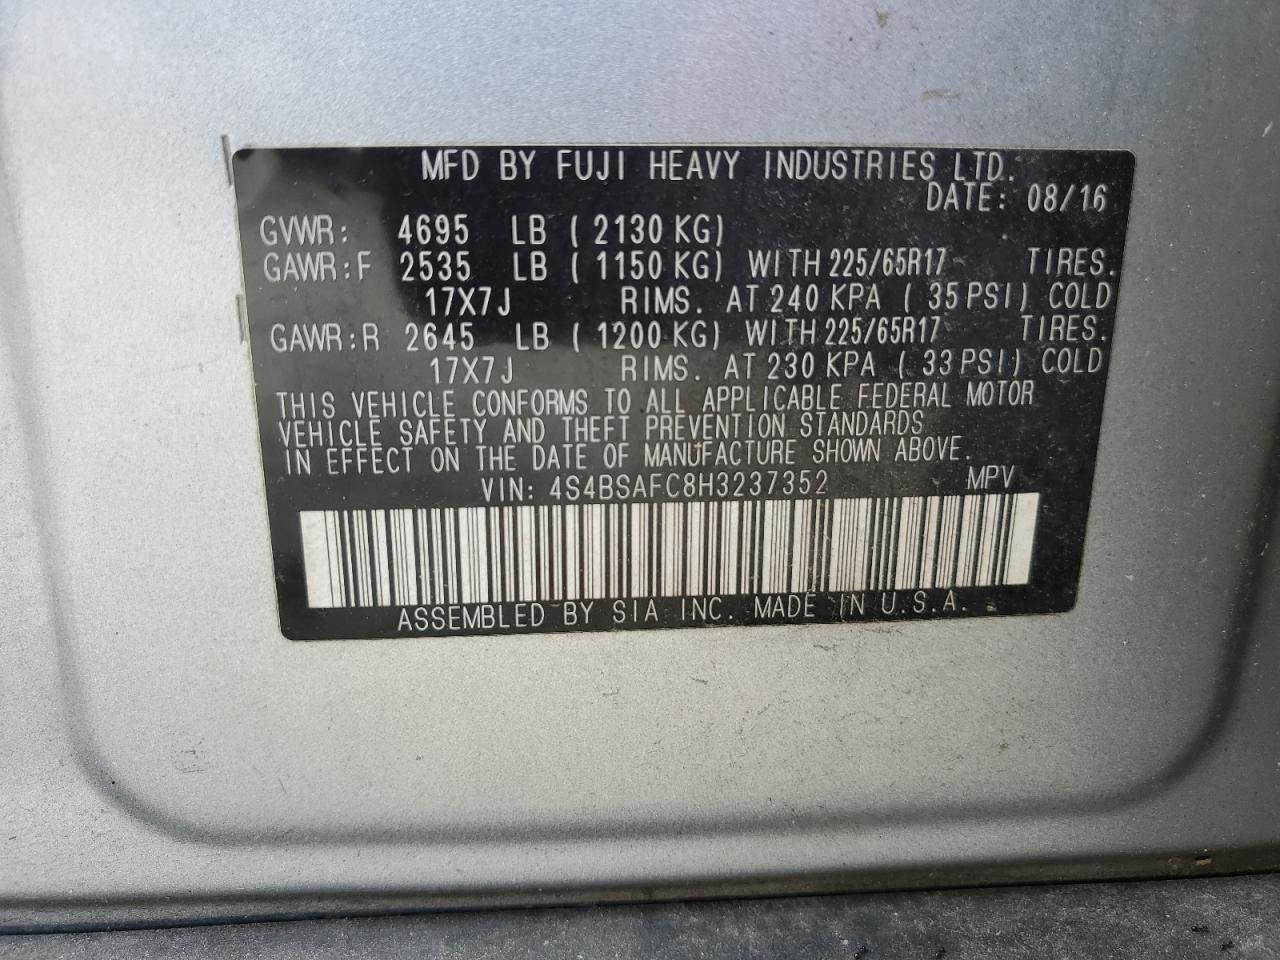 MFD BY FUJI HEAVY INDUSTRIES LTD.
DATE: 08/16
GVWR: 4695 LB ( 2130 KG)
GAWR:F 2535 LB ( 1150 KG) WITH 225/65R17 TIRES.
17X7J RIMS. AT 240 KPA ( 35 PSI) COLD
GAWR:R 2645 LB ( 1200 KG) WITH 225/65R17 TIRES.
17X7J RIMS. AT 230 KPA ( 33 PSI) COLD
THIS VEHICLE CONFORMS TO ALL APPLICABLE FEDERAL MOTOR
VEHICLE SAFETY AND THEFT PREVENTION STANDARDS
IN EFFECT ON THE DATE OF MANUFACTURE SHOWN ABOVE.
VIN: 4S4BSAFC8H3237352 MPV
ASSEMBLED BY SIA INC. MADE IN U.S.A.